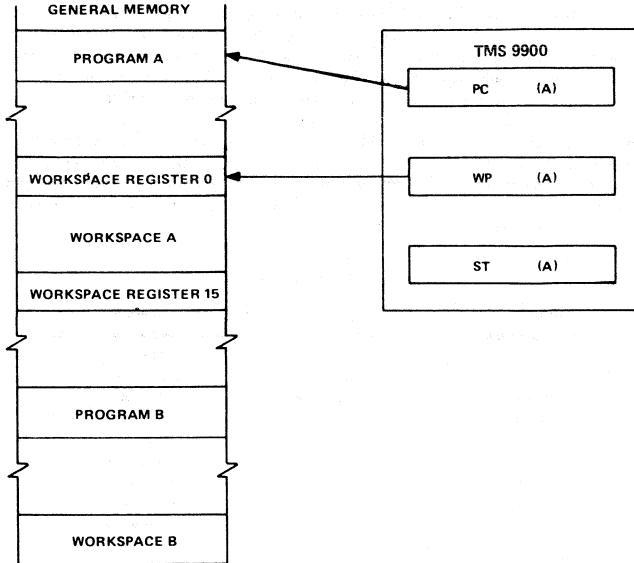 GENERAL MEMORY
PROGRAM A
WORKSPACE REGISTER 0
WORKSPACE A
WORKSPACE REGISTER 15
PROGRAM B
WORKSPACE B
TMS 9900
PC (A)
WP (A)
ST (A)